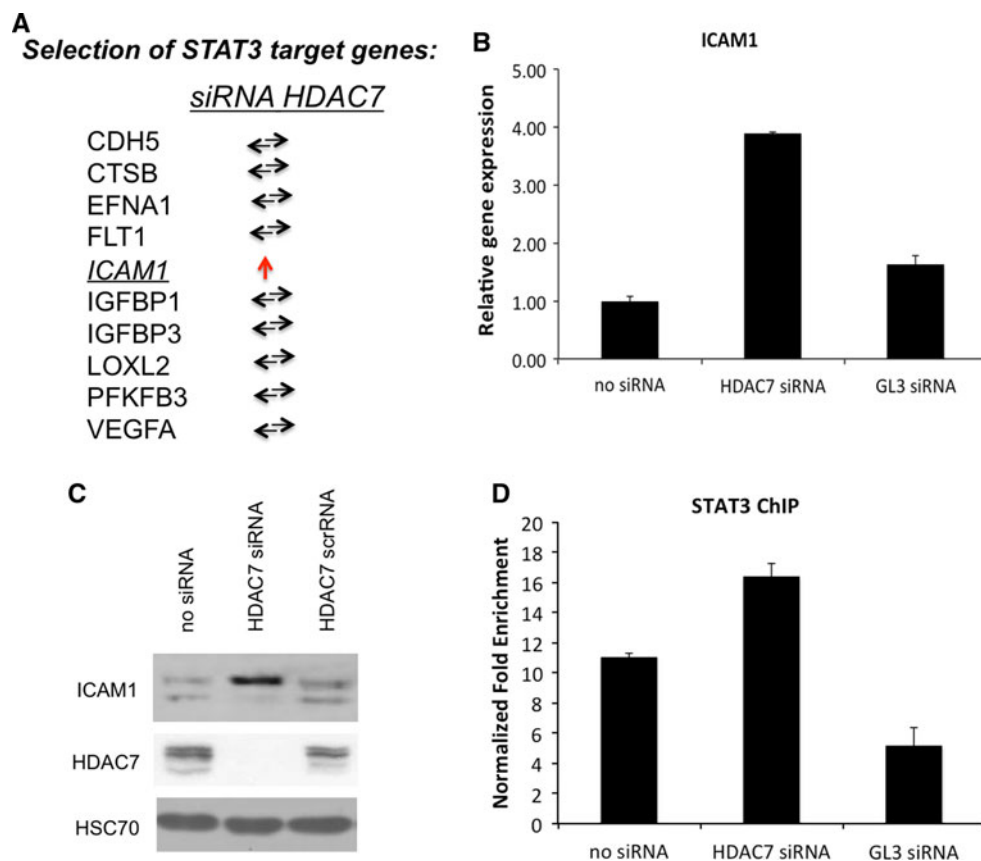 A
Selection of STAT3 target genes:
siRNA HDAC7
CDH5
CTSB
EFNA1
FLT1
ICAM1
IGFBP1
IGFBP3
LOXL2
PFKFB3
VEGFA
B
ICAM1
Relative gene expression
5.00
4.00
3.00
2.00
1.00
0.00
no siRNA
HDAC7 siRNA
GL3 siRNA
C
no siRNA
HDAC7 siRNA
HDAC7 scrRNA
ICAM1
HDAC7
HSC70
D
STAT3 ChIP
Normalized Fold Enrichment
20
18
16
14
12
10
8
6
4
2
0
no siRNA
HDAC7 siRNA
GL3 siRNA